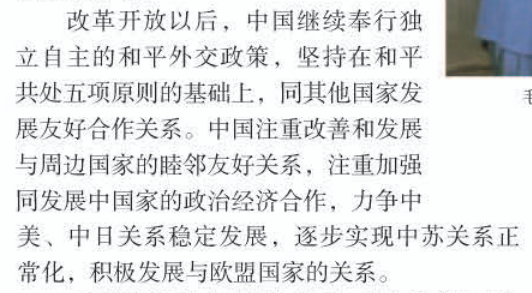 改革开放以后，中国继续奉行独
立自主的和平外交政策，坚持在和平
共处五项原则的基础上，同其他国家发
展友好合作关系。中国注重改善和发展
与周边国家的睦邻友好关系，注重加强
同发展中国家的政治经济合作，力争中
美、中日关系稳定发展，逐步实现中苏关系正
常化，积极发展与欧盟国家的关系。